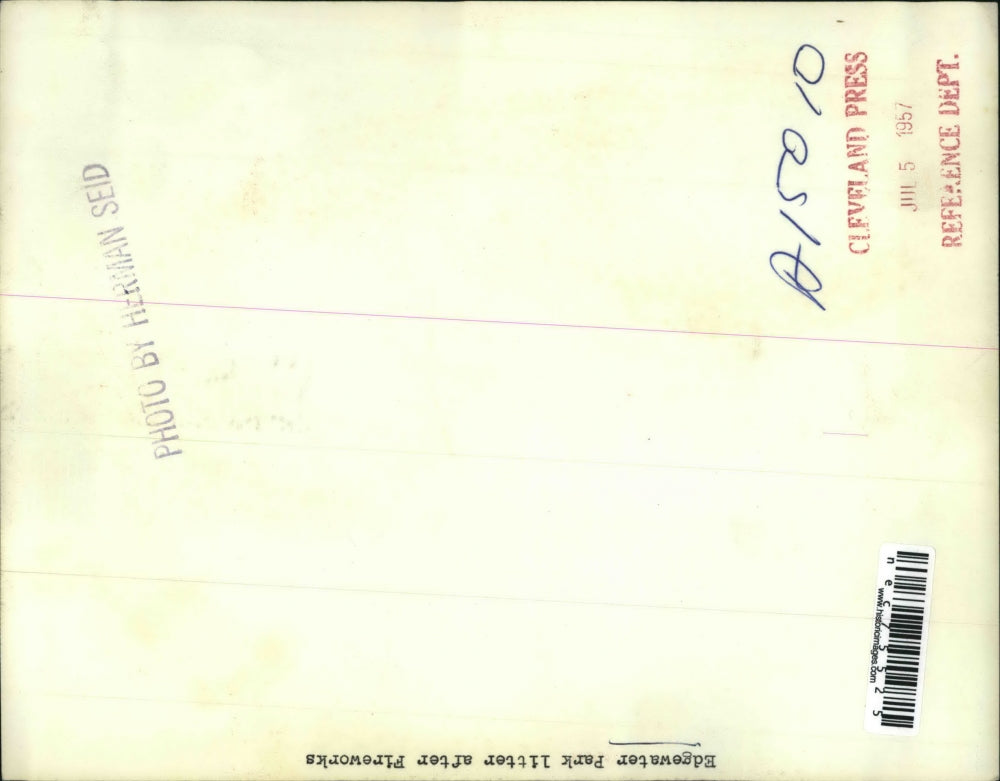 CLEVELAND PRESS
JUL 5 1957
REFERENCE DEPT.
PHOTO BY HERMAN SEID
nec75525
www.historicimages.com
Edgewater Park litter after Fireworks